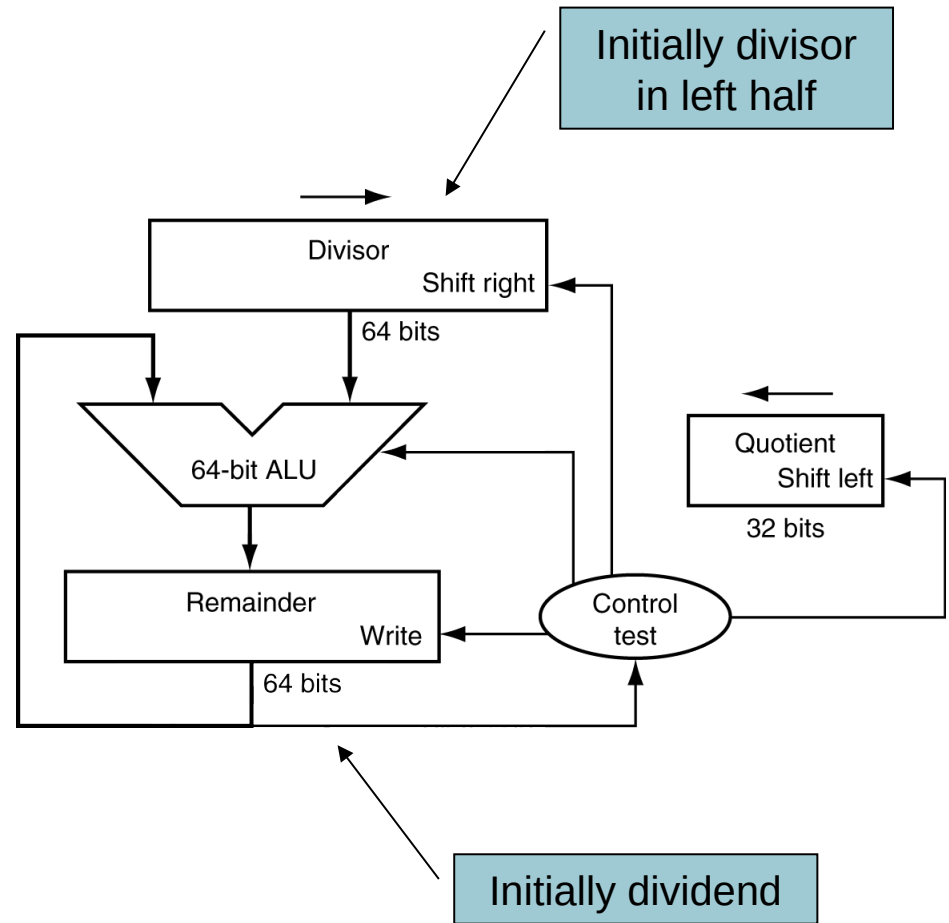 Initially divisor
in left half
Divisor
Shift right
64 bits
64-bit ALU
Quotient
Shift left
32 bits
Remainder
Write
Control
test
64 bits
Initially dividend